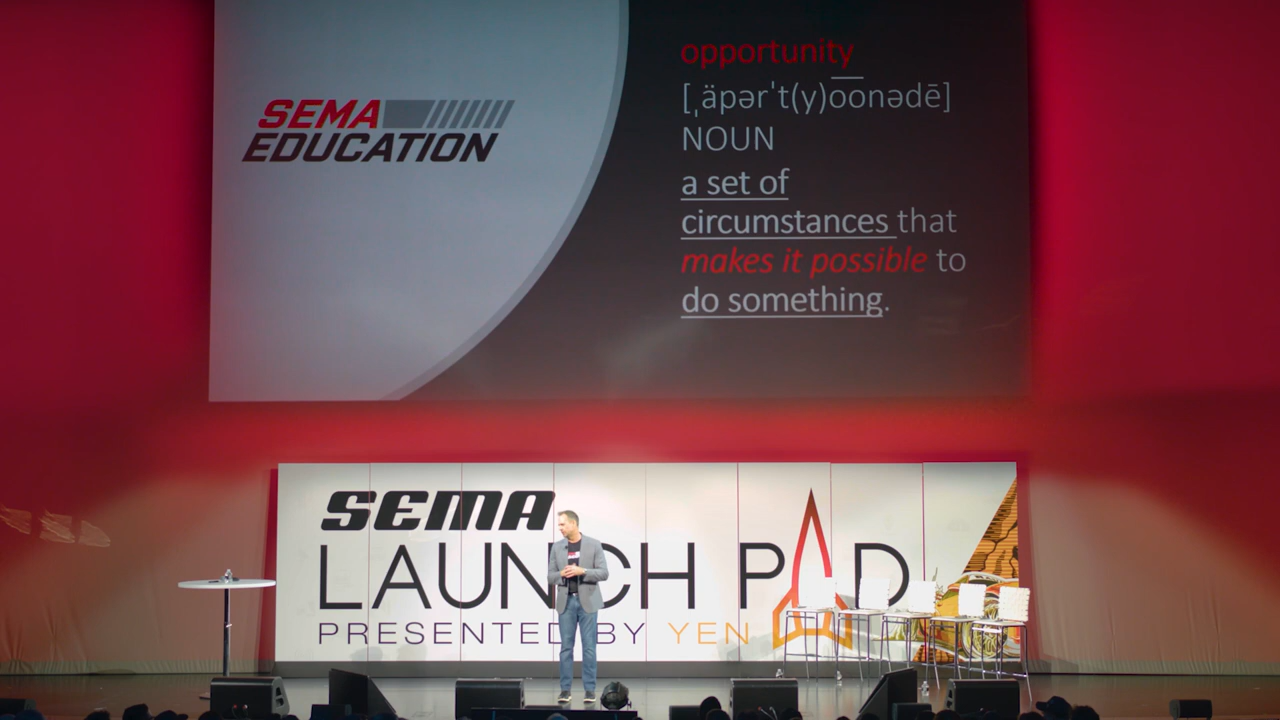 SEMA
EDUCATION
opportunity
[ˌäpərˈt(y)o͞onədē]
NOUN
a set of
circumstances that
makes it possible to
do something.
SEMA
LAUNCH PAD
PRESENTED BY YEN